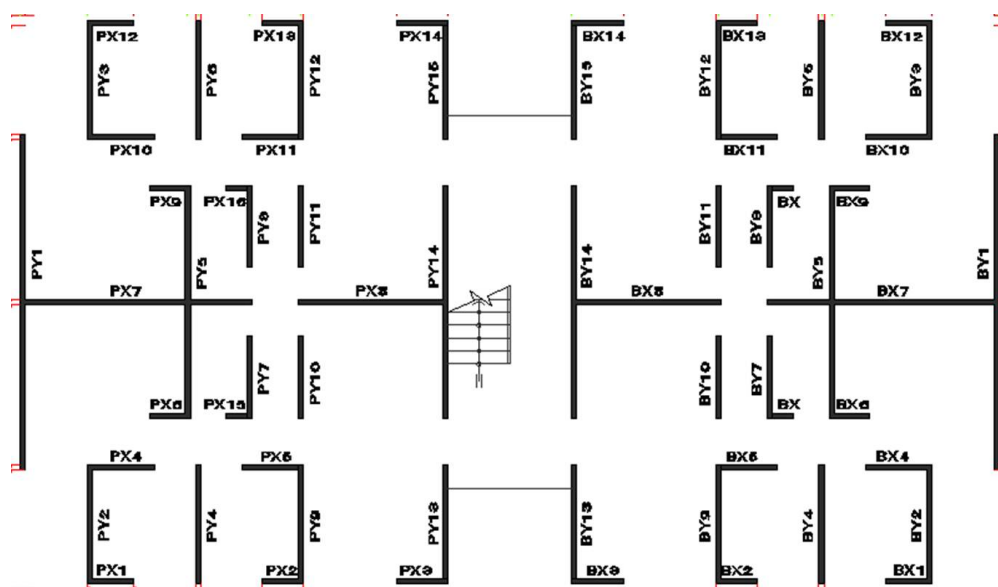 PX12 PX13 PX14 BX14 BX13 BX12
PY3 PY6 PY12 PY15 BY15 BY12 BY6 BY3
PX10 PX11 BX11 BX10
PX9 PX16 BX BX9
PY1 PY5 PY8 PY11 PY14 BY14 BY11 BY8 BY5 BY1
PX7 PX8 BX8 BX7
PY7 PY10 BY10 BY7
PX6 PX15 BX BX6
PX4 PX5 BX5 BX4
PY2 PY4 PY9 PY13 BY13 BY9 BY4 BY2
PX1 PX2 PX3 BX3 BX2 BX1